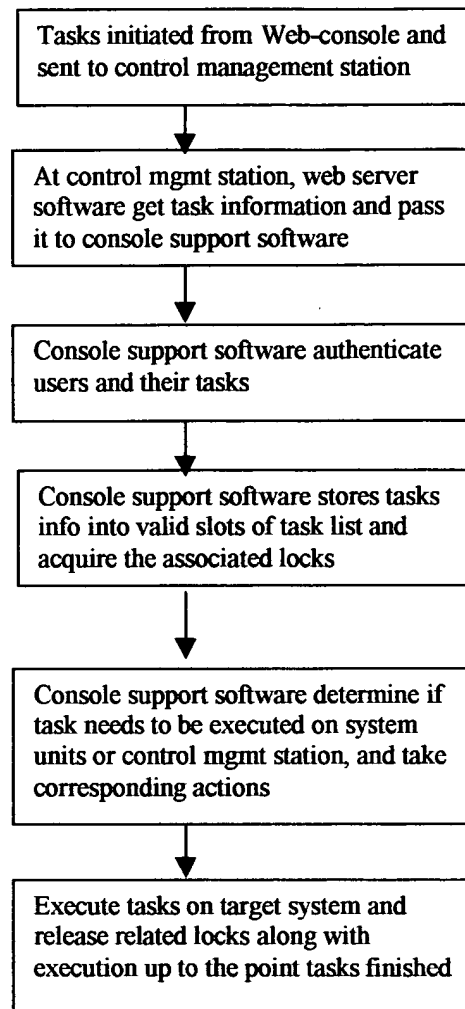 Tasks initiated from Web-console and
sent to control management station
At control mgmt station, web server
software get task information and pass
it to console support software
Console support software authenticate
users and their tasks
Console support software stores tasks
info into valid slots of task list and
acquire the associated locks
Console support software determine if
task needs to be executed on system
units or control mgmt station, and take
corresponding actions
Execute tasks on target system and
release related locks along with
execution up to the point tasks finished